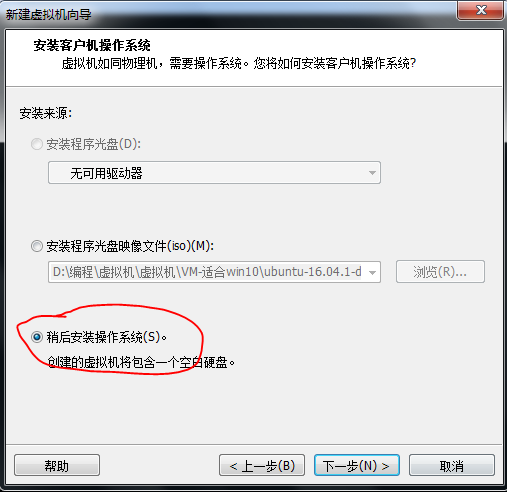 新建虚拟机向导
安装客户机操作系统
虚拟机如同物理机，需要操作系统。您将如何安装客户机操作系统?
安装来源:
安装程序光盘(D):
无可用驱动器
安装程序光盘映像文件(iso)(M):
D:\编程\虚拟机\虚拟机\VM-适合win10\ubuntu-16.04.1-d
浏览(R)...
稍后安装操作系统(S)。
创建的虚拟机将包含一个空白硬盘。
帮助
< 上一步(B)
下一步(N) >
取消